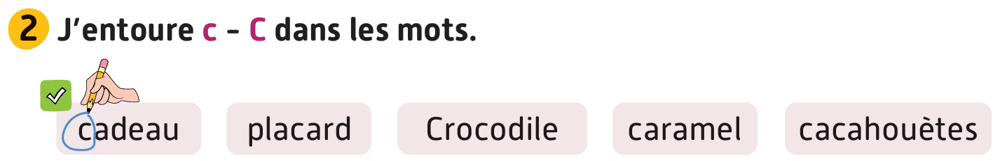 2 J'entoure c – C dans les mots.
cadeau placard Crocodile caramel cacahouètes